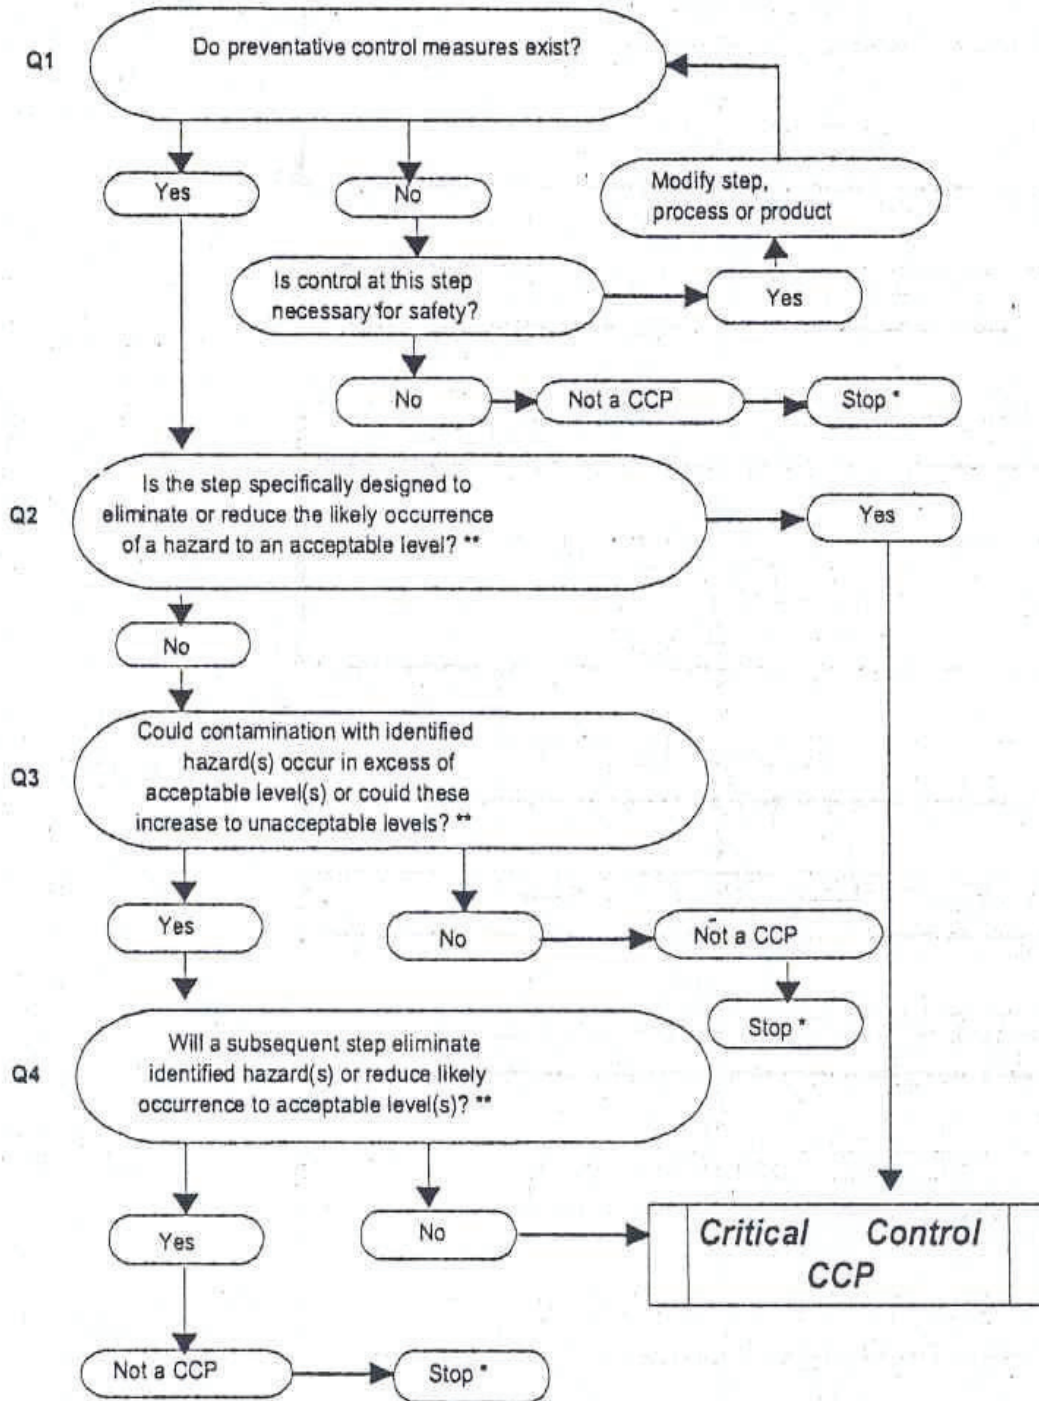 Q1
Do preventative control measures exist?
Yes
No
Modify step,
process or product
Is control at this step
necessary for safety?
Yes
No
Not a CCP
Stop *
Q2
Is the step specifically designed to
eliminate or reduce the likely occurrence
of a hazard to an acceptable level? **
Yes
No
Q3
Could contamination with identified
hazard(s) occur in excess of
acceptable level(s) or could these
increase to unacceptable levels? **
Yes
No
Not a CCP
Stop *
Q4
Will a subsequent step eliminate
identified hazard(s) or reduce likely
occurrence to acceptable level(s)? **
Yes
No
Critical Control
CCP
Not a CCP
Stop *